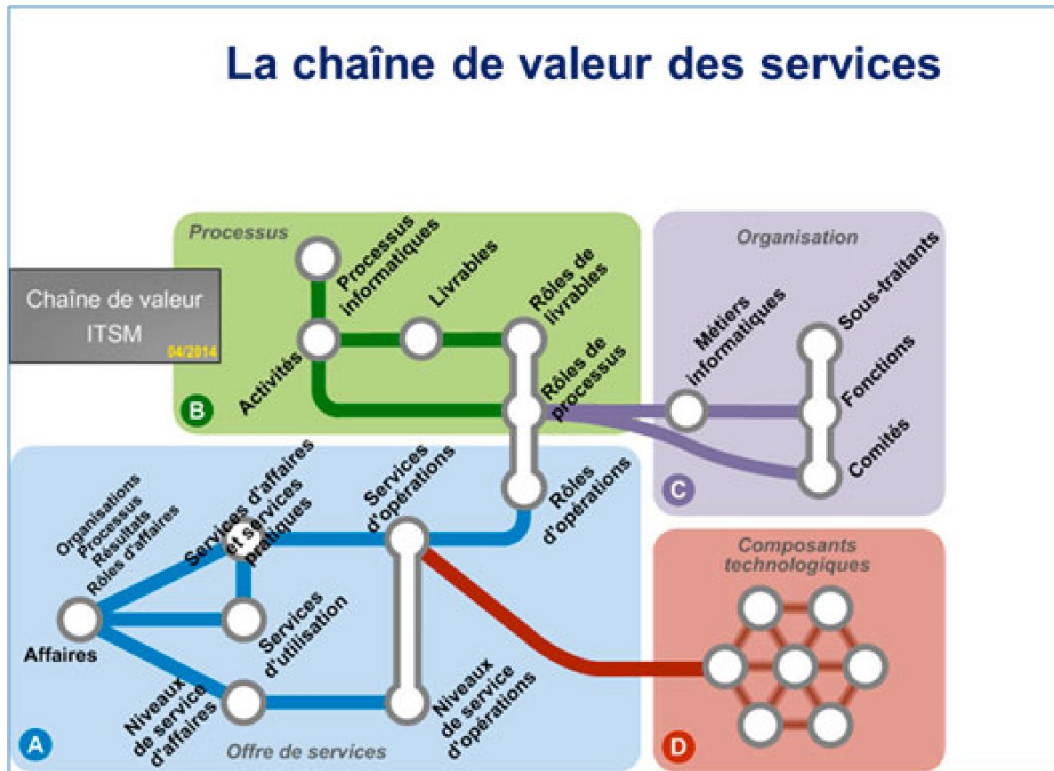 La chaîne de valeur des services
Processus
Processus
informatiques
Livrables
Rôles de
livrables
Activités
Rôles de
processus
B
Chaîne de valeur
ITSM
04/2014
Organisation
Métiers
informatiques
Sous-traitants
Fonctions
Comités
C
Organisations
Processus
Résultats
Rôles d'affaires
Affaires
Services d'affaires
et services
pratiques
Services
d'opérations
Rôles
d'opérations
Services
d'utilisation
Niveaux
de service
d'affaires
Niveaux
de service
d'opérations
Offre de services
A
Composants
technologiques
D